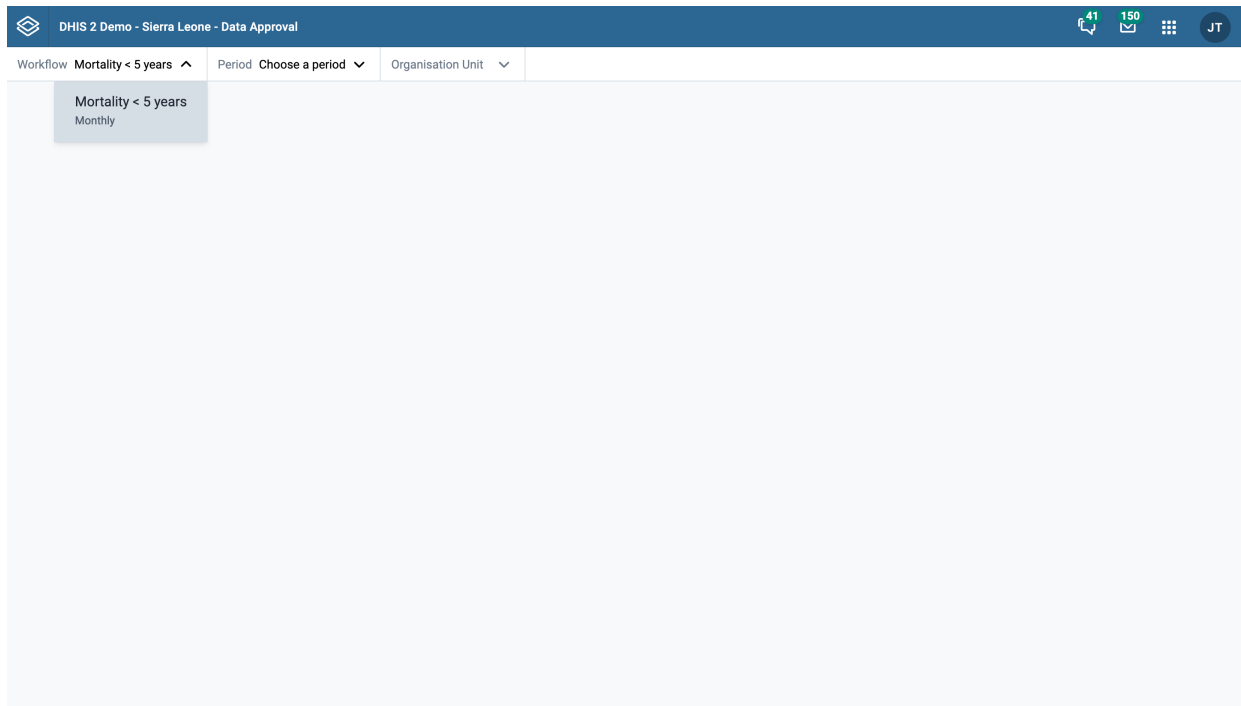 DHIS 2 Demo - Sierra Leone - Data Approval
41
150
JT
Workflow Mortality < 5 years
Period Choose a period
Organisation Unit
Mortality < 5 years
Monthly